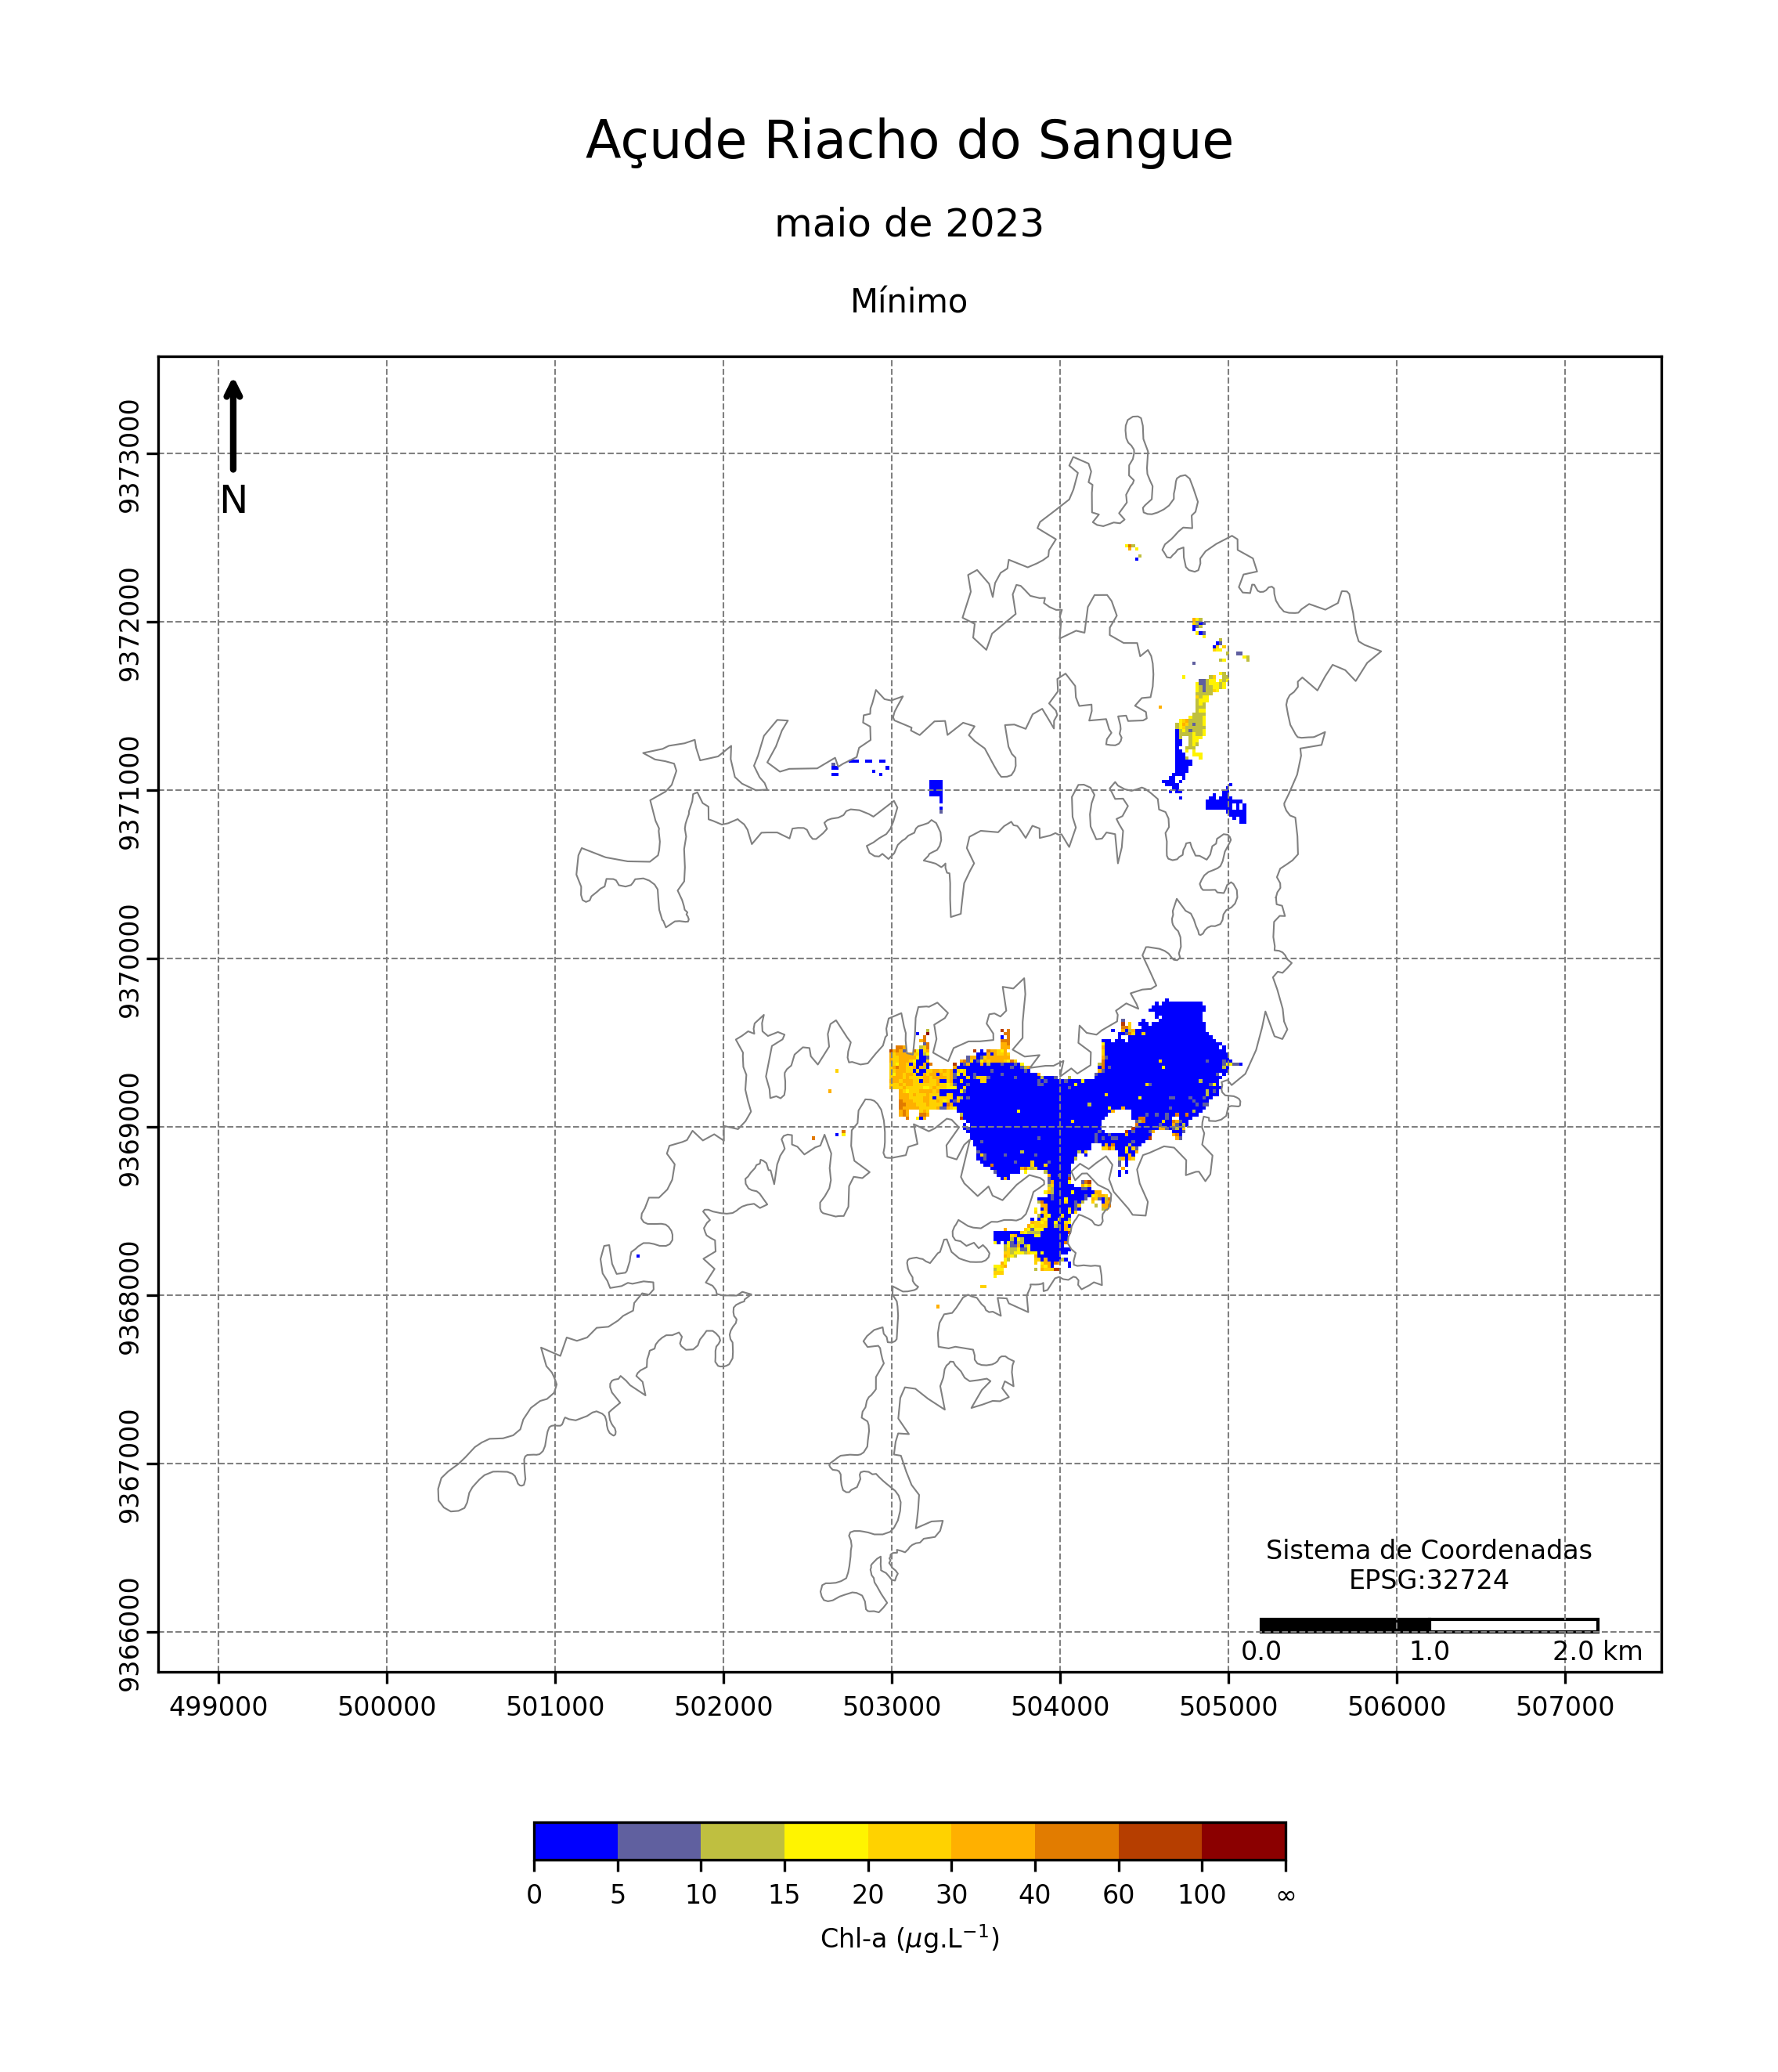 Açude Riacho do Sangue
maio de 2023
Mínimo
N
9373000
9372000
9371000
9370000
9369000
9368000
9367000
9366000
Sistema de Coordenadas
EPSG:32724
0.0 1.0 2.0 km
499000 500000 501000 502000 503000 504000 505000 506000 507000
0 5 10 15 20 30 40 60 100 ∞
Chl-a (μg.L⁻¹)